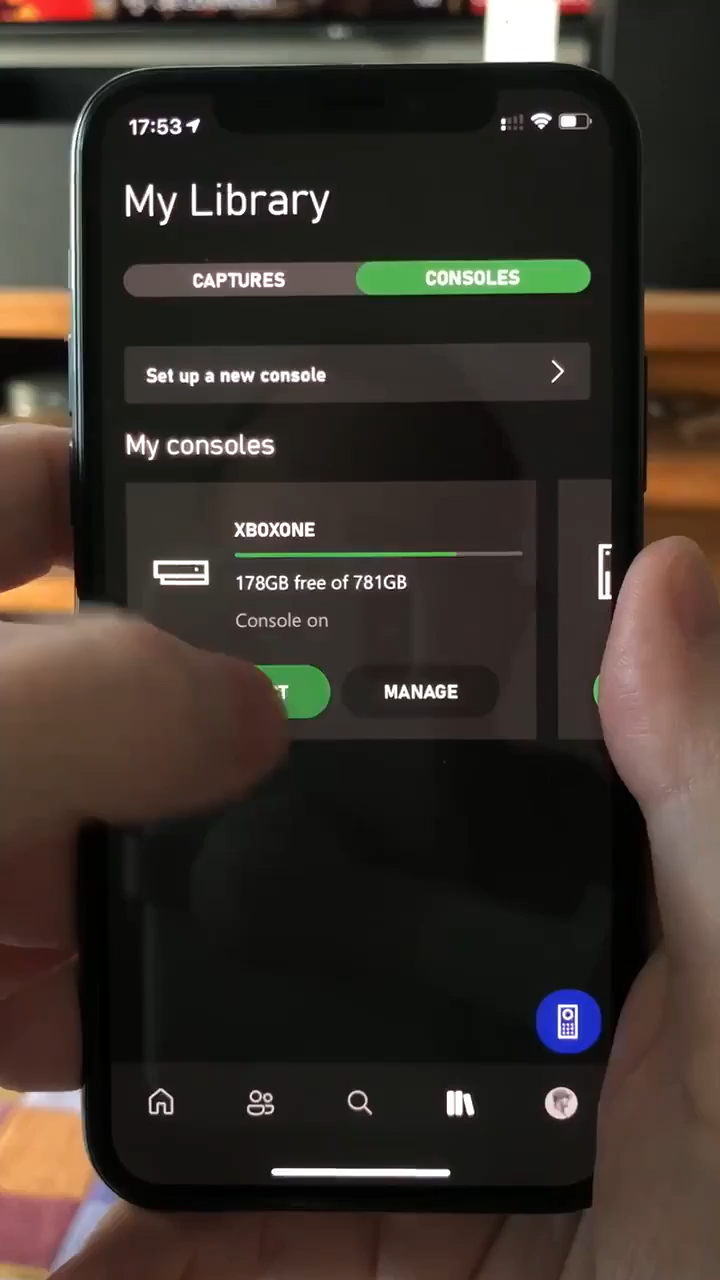 17:53
My Library
CAPTURES
CONSOLES
Set up a new console
My consoles
XBOXONE
178GB free of 781GB
Console on
MANAGE